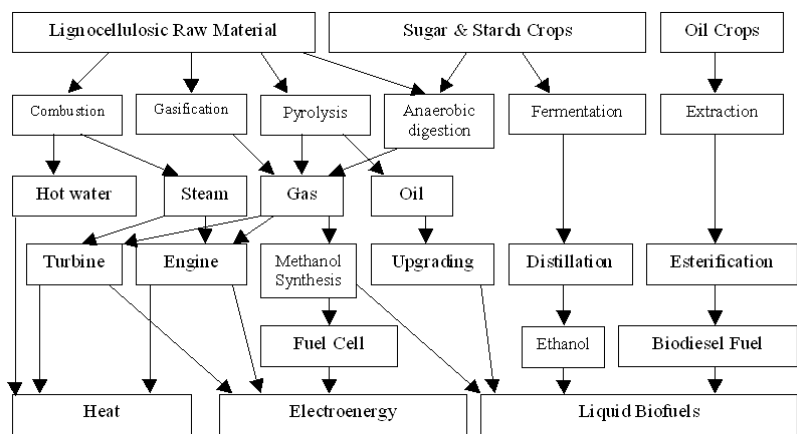 Lignocellulosic Raw Material
Sugar & Starch Crops
Oil Crops
Combustion
Gasification
Pyrolysis
Anaerobic
digestion
Fermentation
Extraction
Hot water
Steam
Gas
Oil
Turbine
Engine
Methanol
Synthesis
Upgrading
Distillation
Esterification
Fuel Cell
Ethanol
Biodiesel Fuel
Heat
Electroenergy
Liquid Biofuels